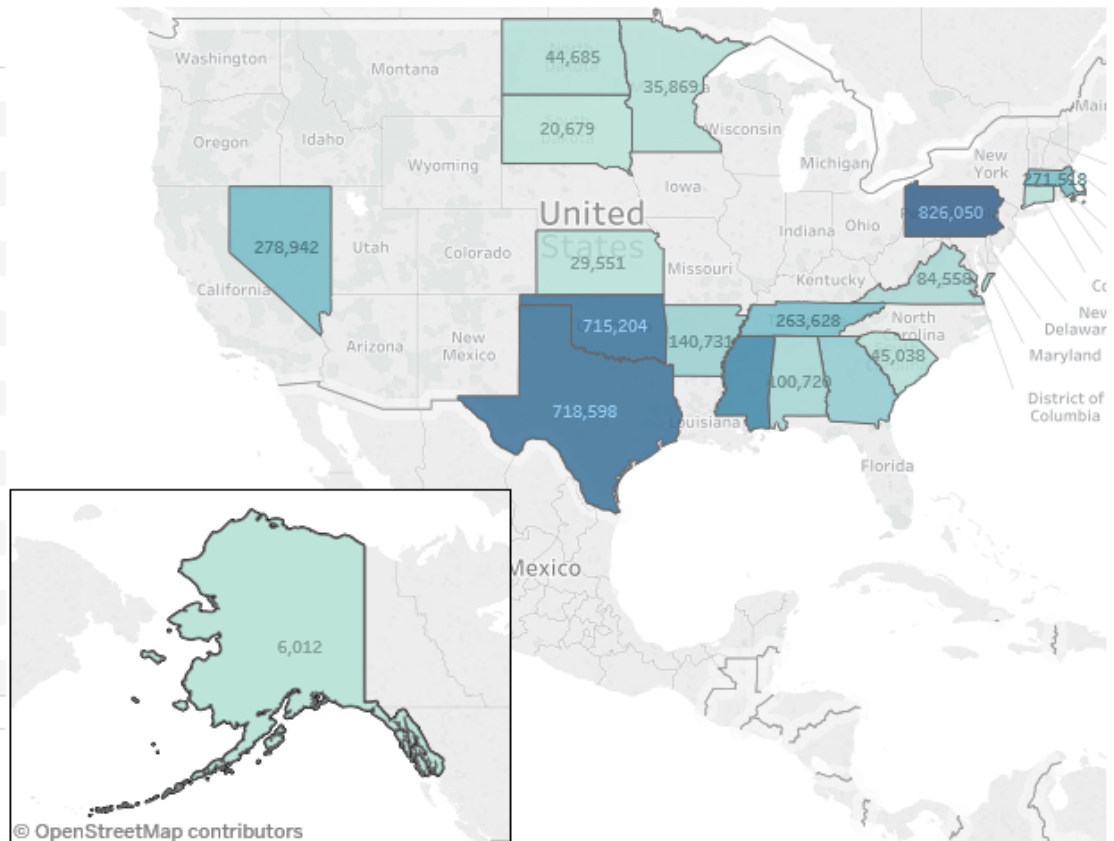 Washington
Montana
44,685
35,869
Mai
Oregon
Idaho
20,679
Wisconsin
Wyoming
Michigan
New
York
Iowa
271,5
826,050
United
States
278,942
Utah
Colorado
Indiana
Ohio
29,551
Missouri
California
Kentucky
84,558
Co
New
Delaware
Maryland
District of
Columbia
Arizona
New
Mexico
715,204
140,731
263,628
North
Carolina
45,038
100,720
718,598
Louisiana
Florida
Mexico
6,012
© OpenStreetMap contributors